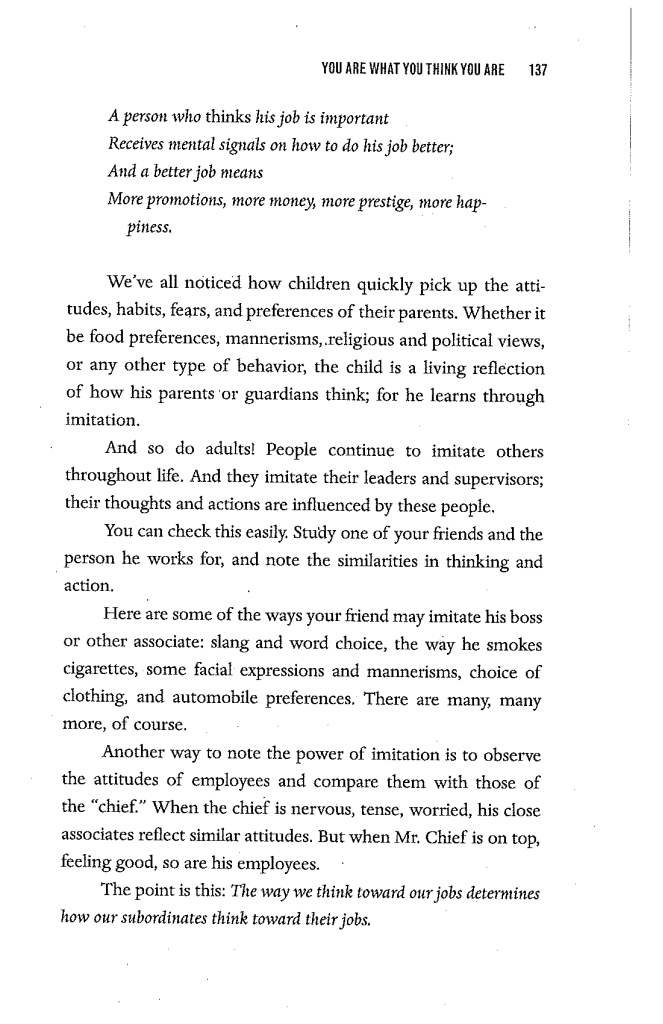 YOU ARE WHAT YOU THINK YOU ARE 137
A person who thinks his job is important
Receives mental signals on how to do his job better;
And a better job means
More promotions, more money, more prestige, more hap-
piness.
We've all noticed how children quickly pick up the atti-
tudes, habits, fears, and preferences of their parents. Whether it
be food preferences, mannerisms, religious and political views,
or any other type of behavior, the child is a living reflection
of how his parents or guardians think; for he learns through
imitation.
And so do adults! People continue to imitate others
throughout life. And they imitate their leaders and supervisors;
their thoughts and actions are influenced by these people.
You can check this easily. Study one of your friends and the
person he works for, and note the similarities in thinking and
action.
Here are some of the ways your friend may imitate his boss
or other associate: slang and word choice, the way he smokes
cigarettes, some facial expressions and mannerisms, choice of
clothing, and automobile preferences. There are many, many
more, of course.
Another way to note the power of imitation is to observe
the attitudes of employees and compare them with those of
the "chief." When the chief is nervous, tense, worried, his close
associates reflect similar attitudes. But when Mr. Chief is on top,
feeling good, so are his employees.
The point is this: The way we think toward our jobs determines
how our subordinates think toward their jobs.